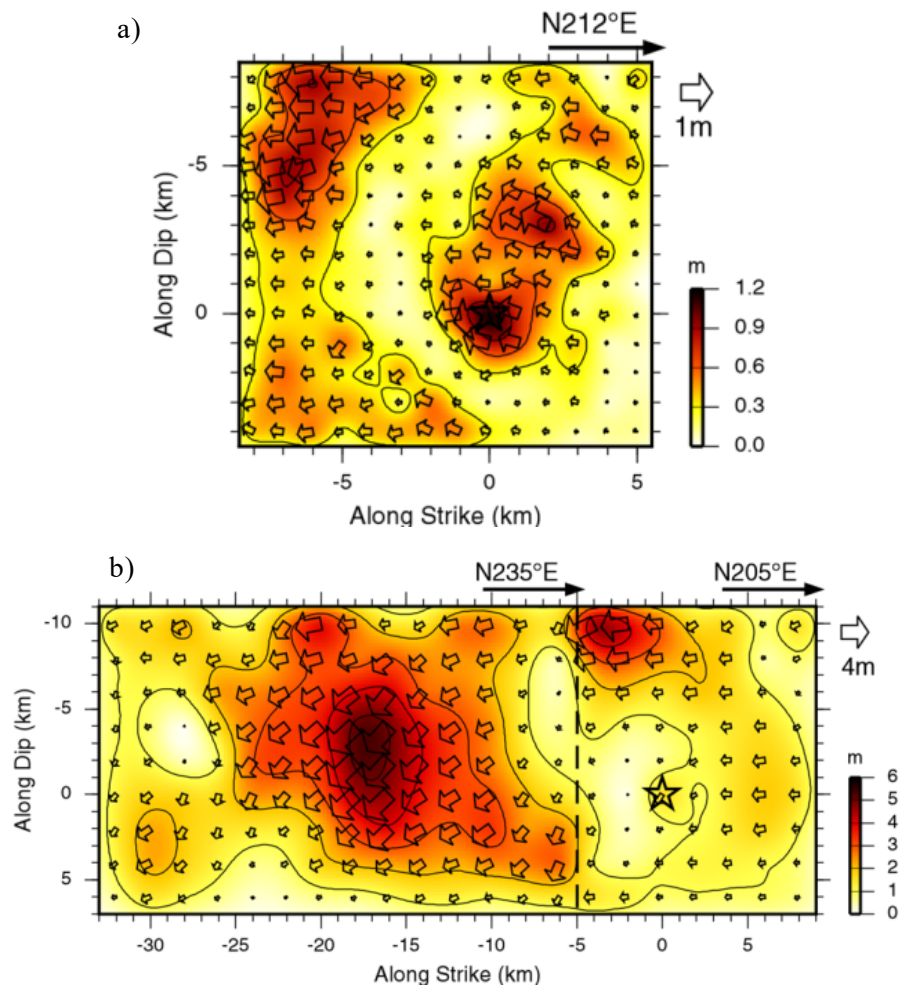 a)
N212°E
1m
-5
0
Along Dip (km)
m
1.2
0.9
0.6
0.3
0.0
-5 0 5
Along Strike (km)
b)
N235°E N205°E
4m
-10
-5
0
5
Along Dip (km)
m
6
5
4
3
2
1
0
-30 -25 -20 -15 -10 -5 0 5
Along Strike (km)